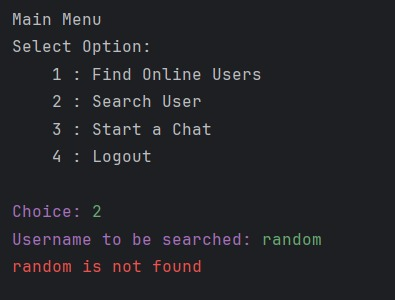 Main Menu
Select Option:
    1 : Find Online Users
    2 : Search User
    3 : Start a Chat
    4 : Logout

Choice: 2
Username to be searched: random
random is not found